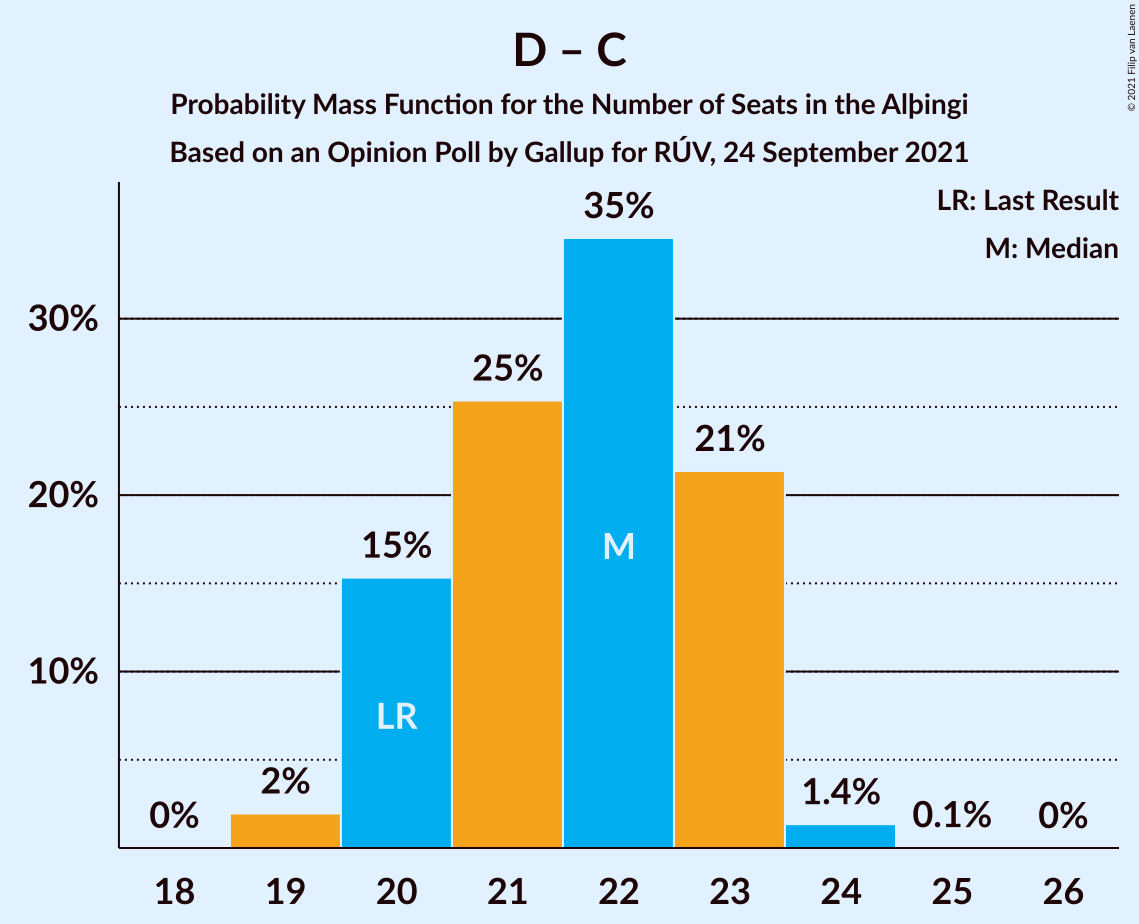 D – C
Probability Mass Function for the Number of Seats in the Alþingi
Based on an Opinion Poll by Gallup for RÚV, 24 September 2021
© 2021 Filip van Laenen
LR: Last Result
M: Median
35%
30%
25%
21%
20%
15%
M
10%
LR
2%
1.4%
0%
0.1%
0%
18 19 20 21 22 23 24 25 26